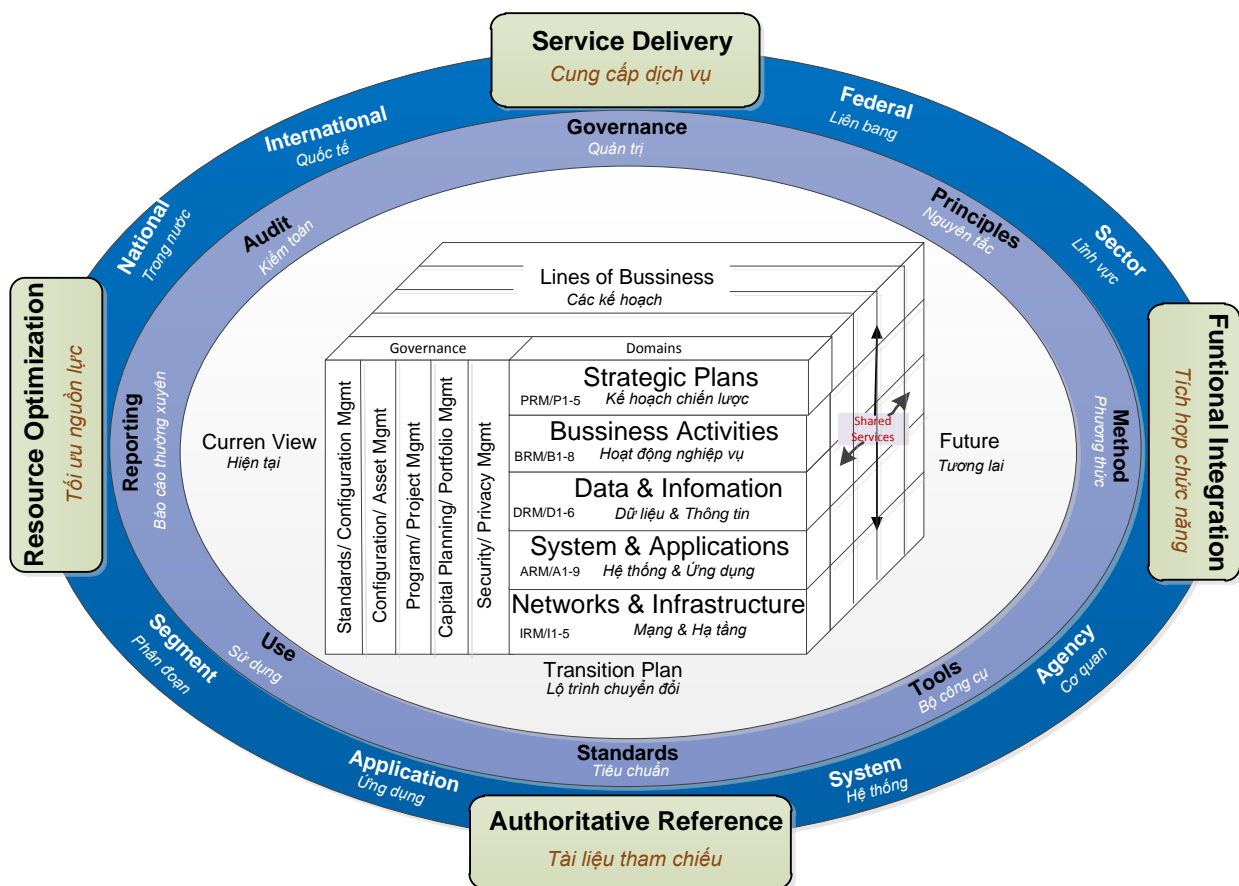 Service Delivery
Cung cấp dịch vụ
International
Quốc tế
Federal
Liên bang
National
Trong nước
Sector
Lĩnh vực
Governance
Quản trị
Audit
Kiểm toán
Principles
Nguyên tắc
Resource Optimization
Tối ưu nguồn lực
Reporting
Báo cáo thường xuyên
Curren View
Hiện tại
Lines of Bussiness
Các kế hoạch
Governance
Domains
Standards/ Configuration Mgmt
Configuration/ Asset Mgmt
Program/ Project Mgmt
Capital Planning/ Portfolio Mgmt
Security/ Privacy Mgmt
Strategic Plans
PRM/P1-5
Kế hoạch chiến lược
Bussiness Activities
BRM/B1-8
Hoạt động nghiệp vụ
Data & Infomation
DRM/D1-6
Dữ liệu & Thông tin
System & Applications
ARM/A1-9
Hệ thống & Ứng dụng
Networks & Infrastructure
IRM/I1-5
Mạng & Hạ tầng
Shared
Services
Future
Tương lai
Method
Phương thức
Funtional Integration
Tích hợp chức năng
Transition Plan
Lộ trình chuyển đổi
Use
Sử dụng
Tools
Bộ công cụ
Standards
Tiêu chuẩn
Segment
Phân đoạn
Agency
Cơ quan
Application
Ứng dụng
System
Hệ thống
Authoritative Reference
Tài liệu tham chiếu